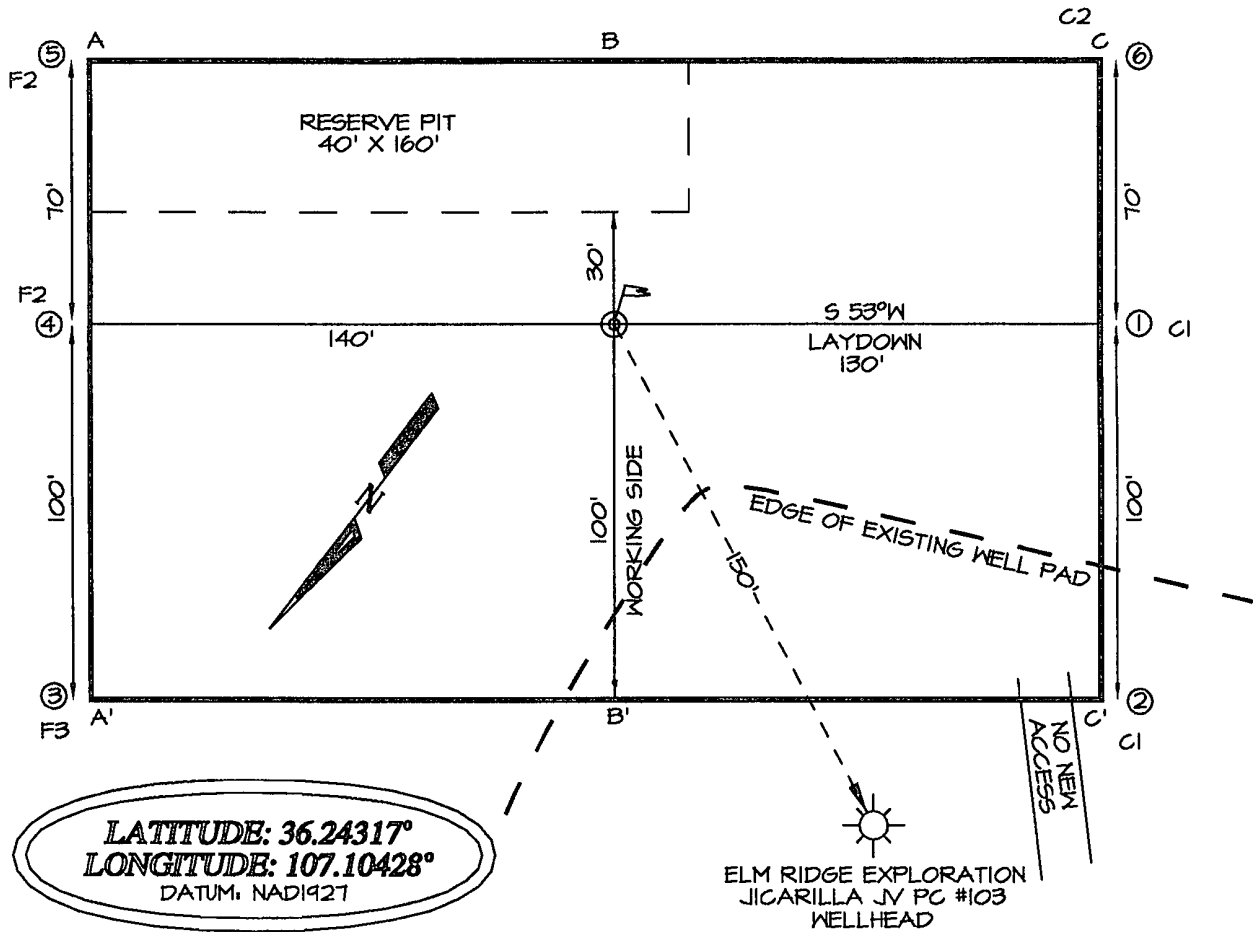 C2
⑤ A B C ⑥
F2
RESERVE PIT
40' X 160'
70'
70'
30'
F2
④
S 53°W
① C1
140'
LAYDOWN
130'
N
100'
100'
WORKING SIDE
100'
EDGE OF EXISTING WELL PAD
150'
③ A' B' C' ②
F3
C1
NO NEW
ACCESS
LATITUDE: 36.24317°
LONGITUDE: 107.10428°
DATUM: NAD1927
ELM RIDGE EXPLORATION
JICARILLA JV PC #103
WELLHEAD